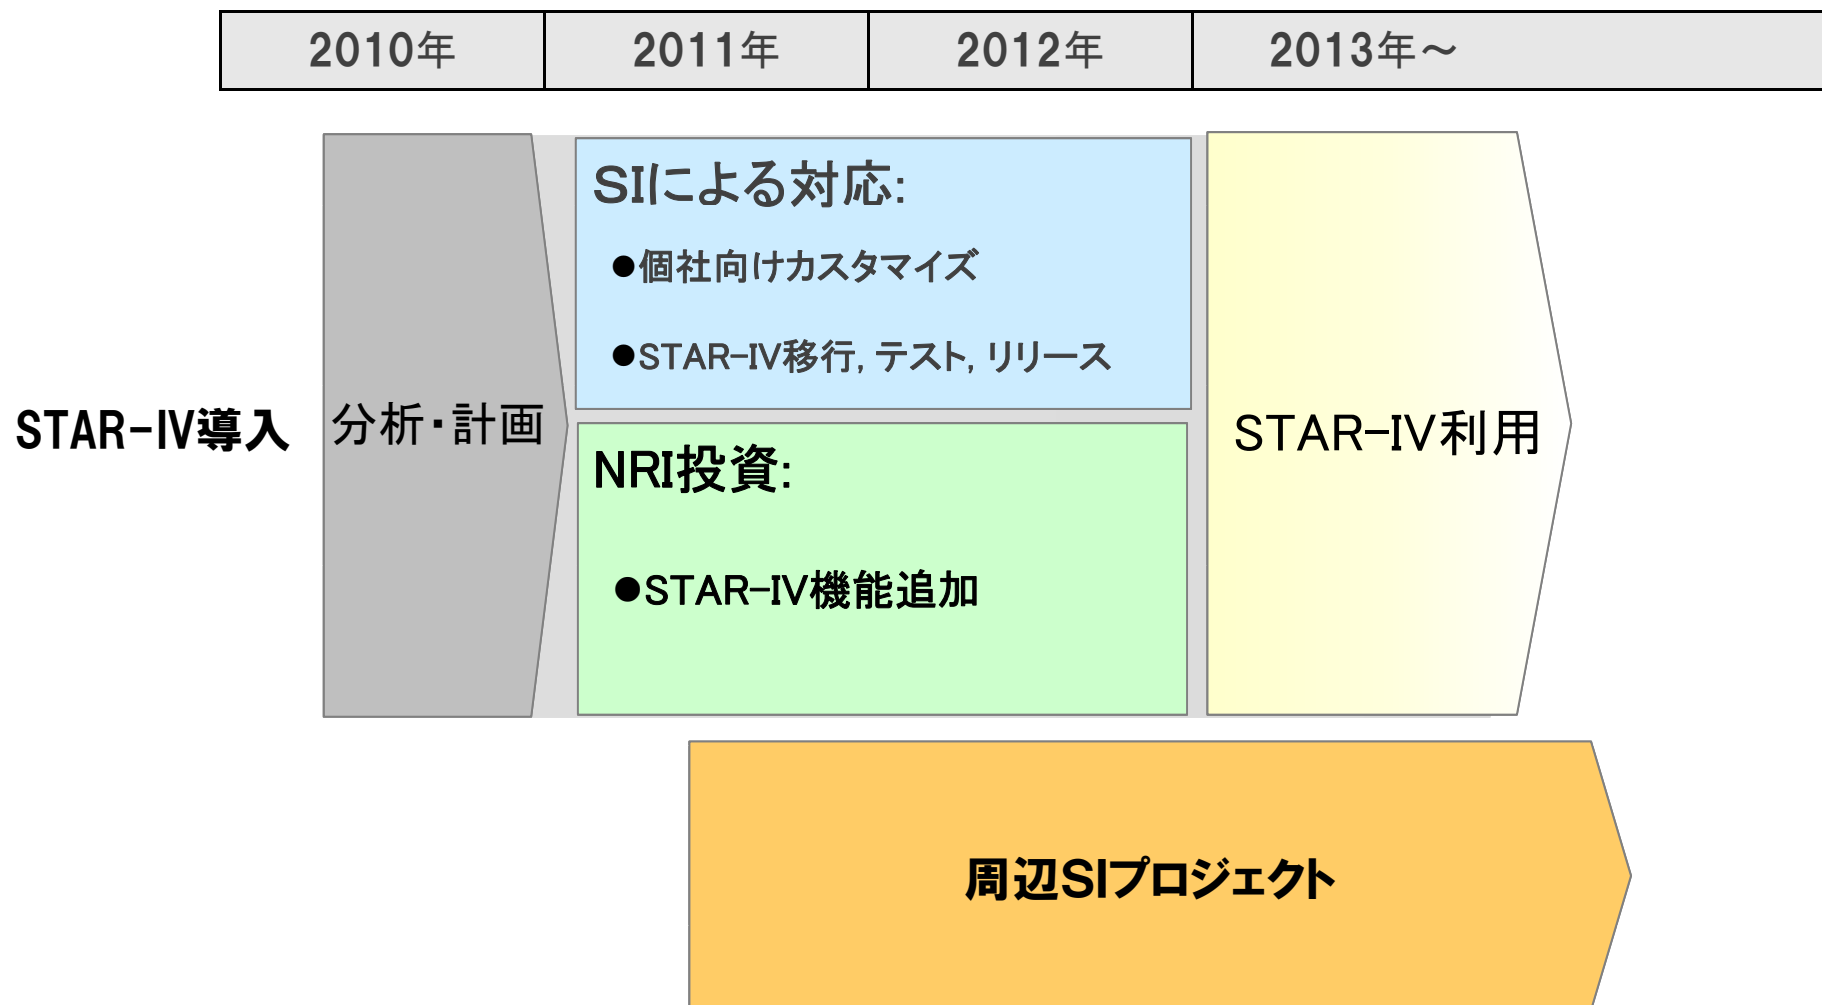 2010年 2011年 2012年 2013年～
SIによる対応:
●個社向けカスタマイズ
●STAR-IV移行, テスト, リリース
STAR-IV導入
分析・計画
STAR-IV利用
NRI投資:
●STAR-IV機能追加
周辺SIプロジェクト